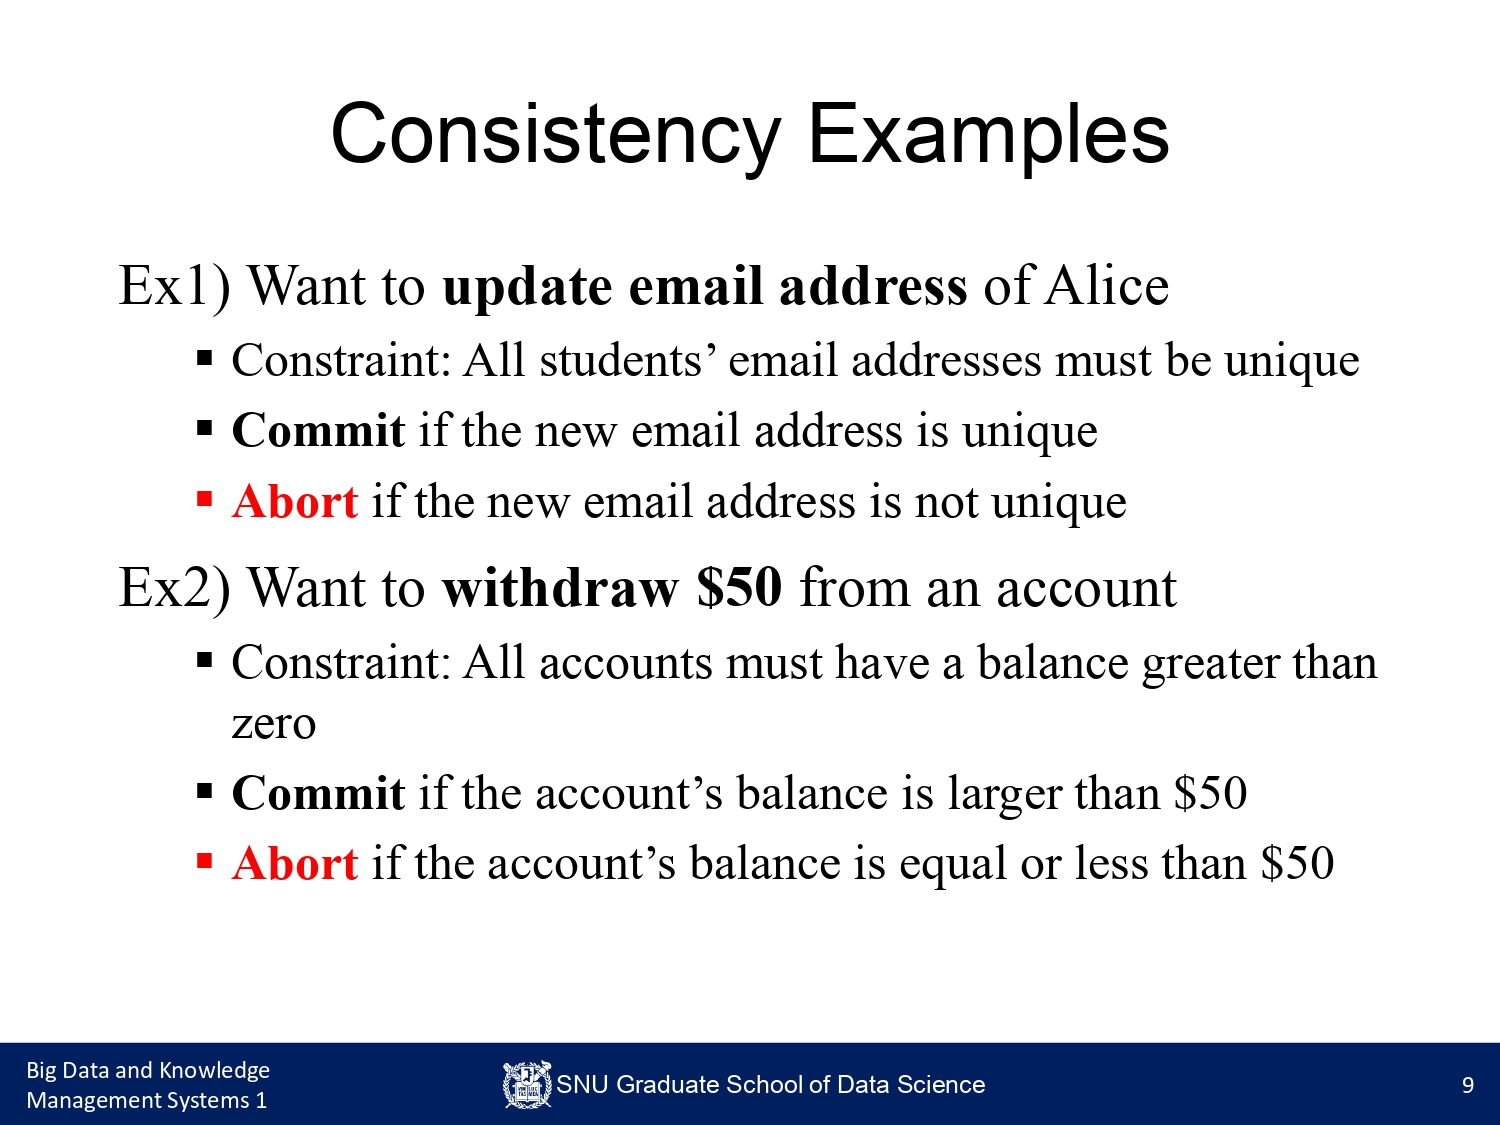 Consistency Examples
Ex1) Want to update email address of Alice
▪ Constraint: All students’ email addresses must be unique
▪ Commit if the new email address is unique
▪ Abort if the new email address is not unique
Ex2) Want to withdraw $50 from an account
▪ Constraint: All accounts must have a balance greater than
zero
▪ Commit if the account’s balance is larger than $50
▪ Abort if the account’s balance is equal or less than $50
Big Data and Knowledge
Management Systems 1
SNU Graduate School of Data Science
9